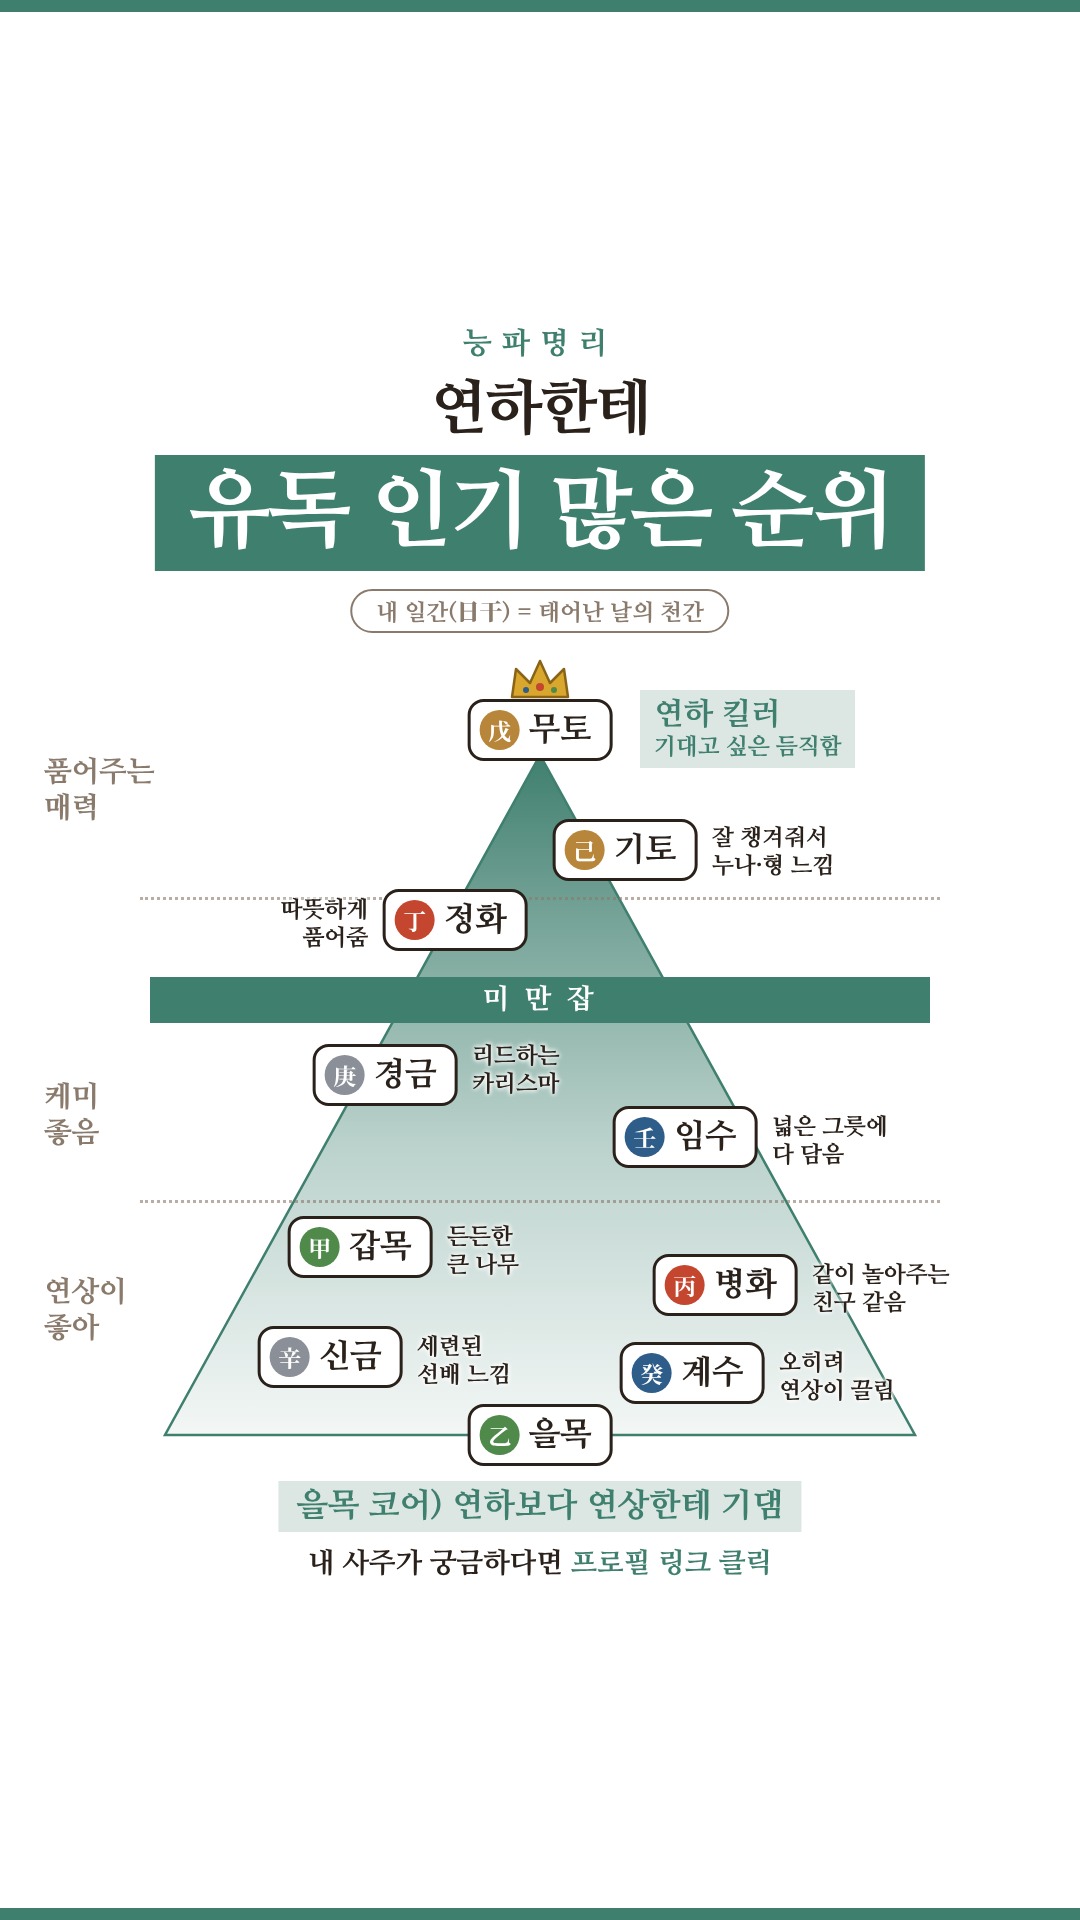 능파명리
연하한테
유독 인기 많은 순위
내 일간(日干) = 태어난 날의 천간
戊 무토
연하 킬러
기대고 싶은 듬직함
품어주는
매력
己 기토
잘 챙겨줘서
누나·형 느낌
따뜻하게
품어줌
丁 정화
미만잡
庚 경금
리드하는
카리스마
케미
좋음
壬 임수
넓은 그릇에
다 담음
甲 갑목
든든한
큰 나무
丙 병화
같이 놀아주는
친구 같음
연상이
좋아
辛 신금
세련된
선배 느낌
癸 계수
오히려
연상이 끌림
乙 을목
을목 코어) 연하보다 연상한테 기댐
내 사주가 궁금하다면 프로필 링크 클릭